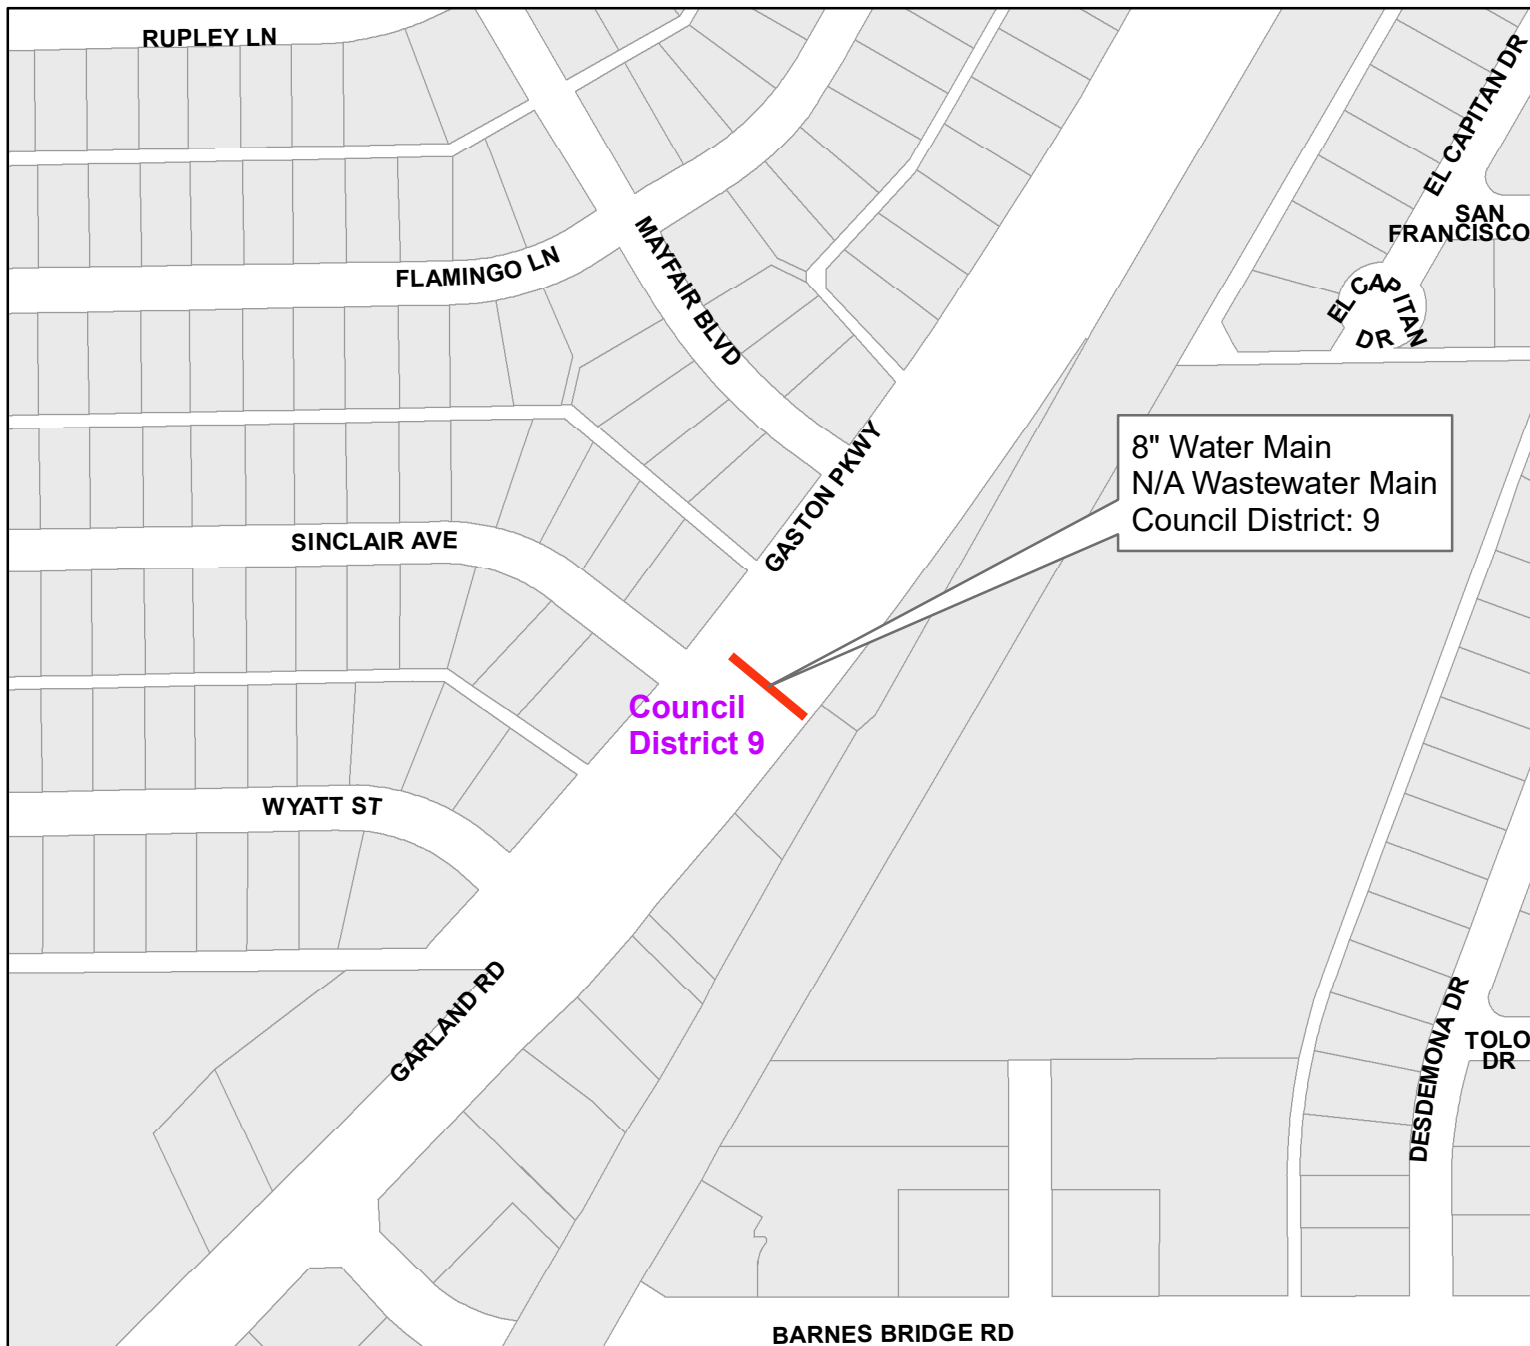 RUPLEY LN
EL CAPITAN DR
SAN
FRANCISCO
MAYFAIR BLVD
FLAMINGO LN
EL CAPITAN
DR
8" Water Main
N/A Wastewater Main
Council District: 9
GASTON PKWY
SINCLAIR AVE
Council
District 9
WYATT ST
GARLAND RD
DESDEMONA DR
TOLO
DR
BARNES BRIDGE RD